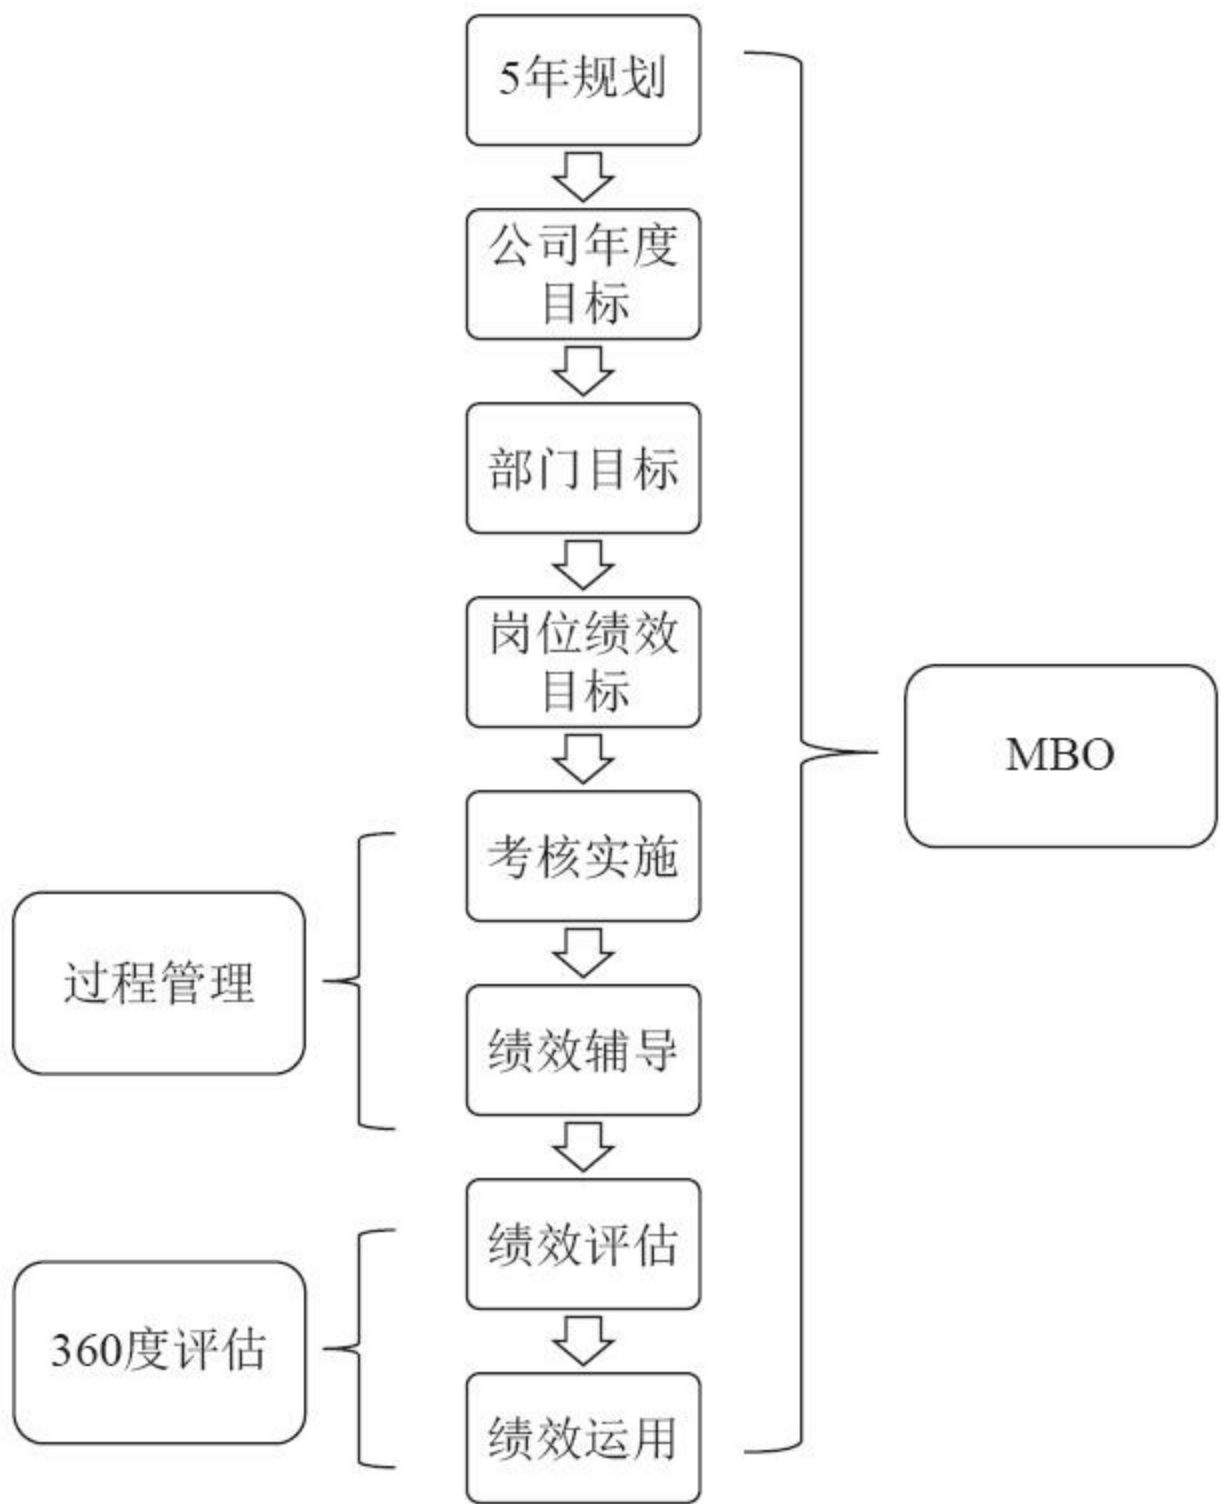 5年规划
公司年度
目标
部门目标
岗位绩效
目标
MBO
考核实施
过程管理
绩效辅导
绩效评估
360度评估
绩效运用